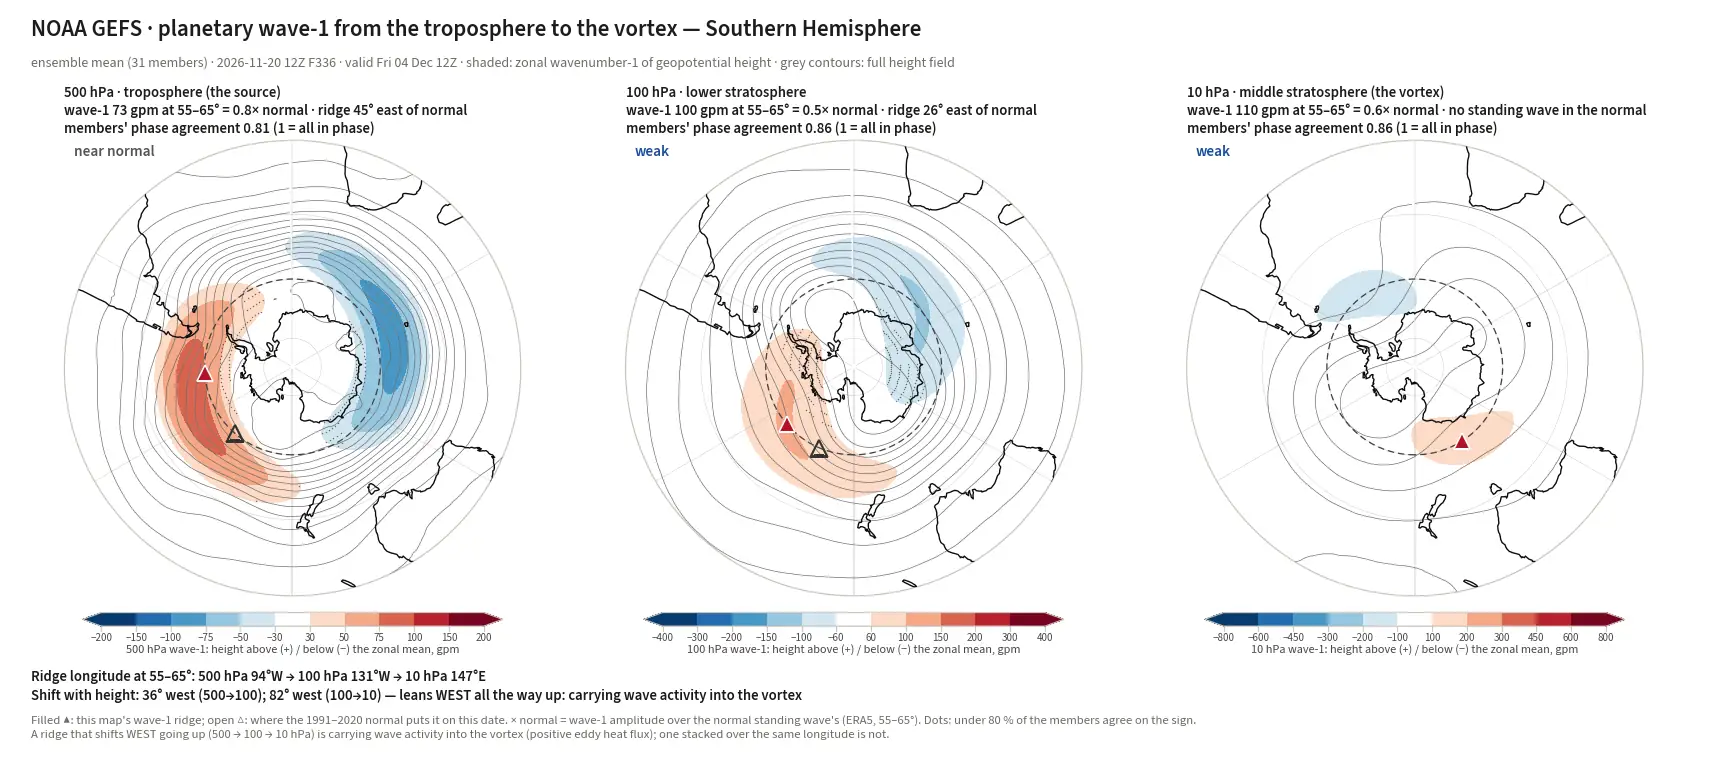 NOAA GEFS · planetary wave-1 from the troposphere to the vortex — Southern Hemisphere
ensemble mean (31 members) · 2026-11-20 12Z F336 · valid Fri 04 Dec 12Z · shaded: zonal wavenumber-1 of geopotential height · grey contours: full height field
500 hPa · troposphere (the source)
wave-1 73 gpm at 55–65° = 0.8× normal · ridge 45° east of normal
members' phase agreement 0.81 (1 = all in phase)
near normal
100 hPa · lower stratosphere
wave-1 100 gpm at 55–65° = 0.5× normal · ridge 26° east of normal
members' phase agreement 0.86 (1 = all in phase)
weak
10 hPa · middle stratosphere (the vortex)
wave-1 110 gpm at 55–65° = 0.6× normal · no standing wave in the normal
members' phase agreement 0.86 (1 = all in phase)
weak
−200 −150 −100 −75 −50 −30 30 50 75 100 150 200
500 hPa wave-1: height above (+) / below (−) the zonal mean, gpm
−400 −300 −200 −150 −100 −60 60 100 150 200 300 400
100 hPa wave-1: height above (+) / below (−) the zonal mean, gpm
−800 −600 −450 −300 −200 −100 100 200 300 450 600 800
10 hPa wave-1: height above (+) / below (−) the zonal mean, gpm
Ridge longitude at 55–65°: 500 hPa 94°W → 100 hPa 131°W → 10 hPa 147°E
Shift with height: 36° west (500→100); 82° west (100→10) — leans WEST all the way up: carrying wave activity into the vortex
Filled ▲: this map's wave-1 ridge; open △: where the 1991–2020 normal puts it on this date. × normal = wave-1 amplitude over the normal standing wave's (ERA5, 55–65°). Dots: under 80 % of the members agree on the sign.
A ridge that shifts WEST going up (500 → 100 → 10 hPa) is carrying wave activity into the vortex (positive eddy heat flux); one stacked over the same longitude is not.